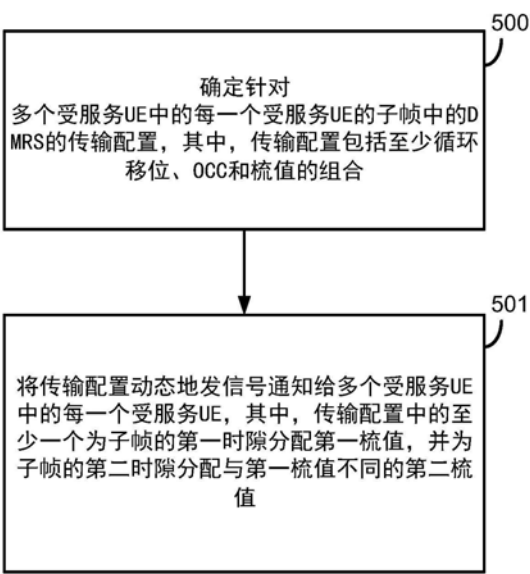 500
确定针对
多个受服务UE中的每一个受服务UE的子帧中的D
MRS的传输配置，其中，传输配置包括至少循环
移位、OCC和梳值的组合
501
将传输配置动态地发信号通知给多个受服务UE
中的每一个受服务UE，其中，传输配置中的至
少一个为子帧的第一时隙分配第一梳值，并为
子帧的第二时隙分配与第一梳值不同的第二梳
值